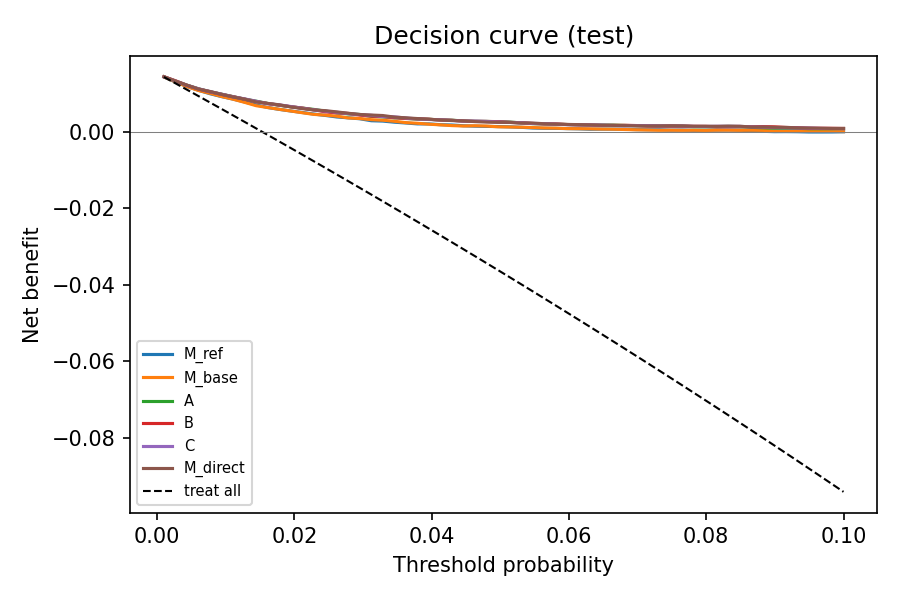 Decision curve (test)
Net benefit
0.00
−0.02
−0.04
−0.06
−0.08
M_ref
M_base
A
B
C
M_direct
treat all
0.00 0.02 0.04 0.06 0.08 0.10
Threshold probability